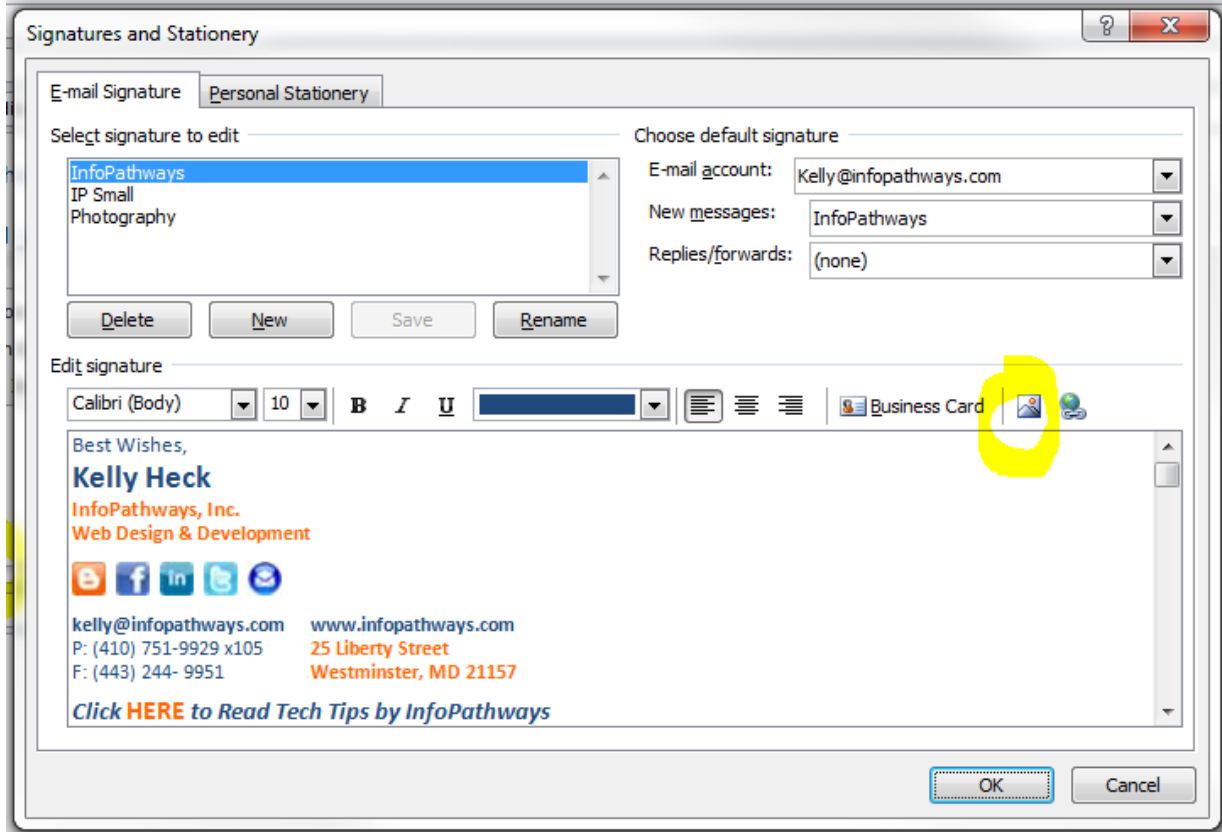 Signatures and Stationery
E-mail Signature Personal Stationery
Select signature to edit
InfoPathways
IP Small
Photography
Delete New Save Rename
Choose default signature
E-mail account: Kelly@infopathways.com
New messages: InfoPathways
Replies/forwards: (none)
Edit signature
Calibri (Body) 10 B I U Business Card
Best Wishes,
Kelly Heck
InfoPathways, Inc.
Web Design & Development
in
kelly@infopathways.com www.infopathways.com
P: (410) 751-9929 x105 25 Liberty Street
F: (443) 244- 9951 Westminster, MD 21157
Click HERE to Read Tech Tips by InfoPathways
OK Cancel